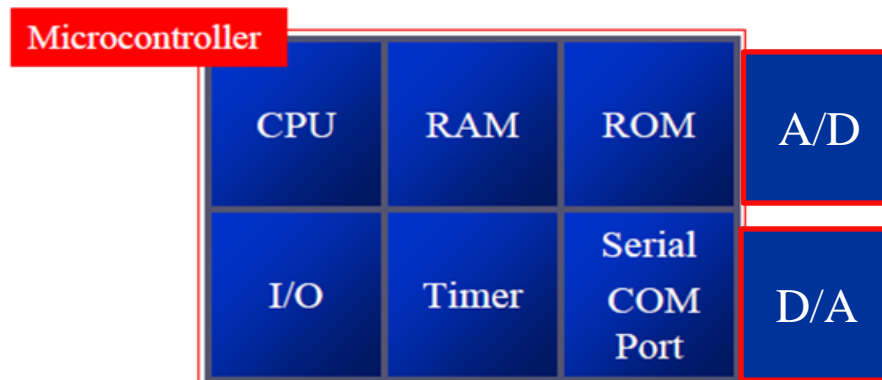 Microcontroller
CPU
RAM
ROM
A/D
I/O
Timer
Serial
COM
Port
D/A